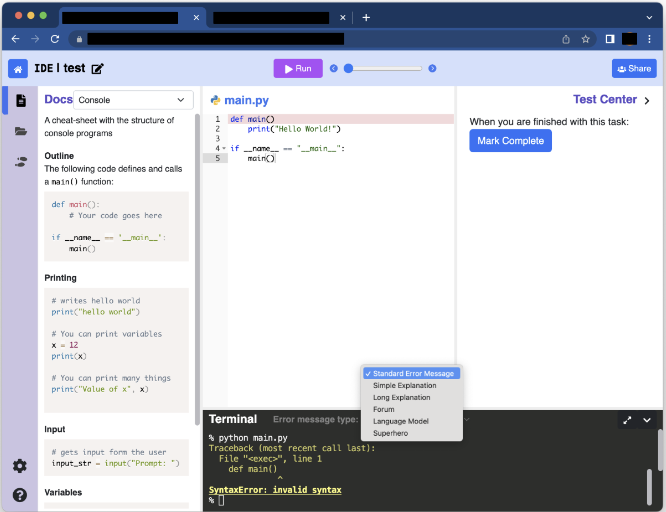 IDE | test
Run
Share
Docs
Console
A cheat-sheet with the structure of
console programs
Outline
The following code defines and calls
a main() function:
def main():
# Your code goes here
if __name__ == '__main__':
main()
Printing
# writes hello world
print("hello world")
# You can print variables
x = 12
print(x)
# You can print many things
print("Value of x", x)
Input
# gets input form the user
input_str = input("Prompt: ")
Variables
main.py
1 def main()
2 print("Hello World!")
3
4 if __name__ == "__main__":
5 main()
Test Center
When you are finished with this task:
Mark Complete
Terminal
Error message type:
✓ Standard Error Message
Simple Explanation
Long Explanation
Forum
Language Model
Superhero
% python main.py
Traceback (most recent call last):
File "<exec>", line 1
def main()
^
SyntaxError: invalid syntax
%